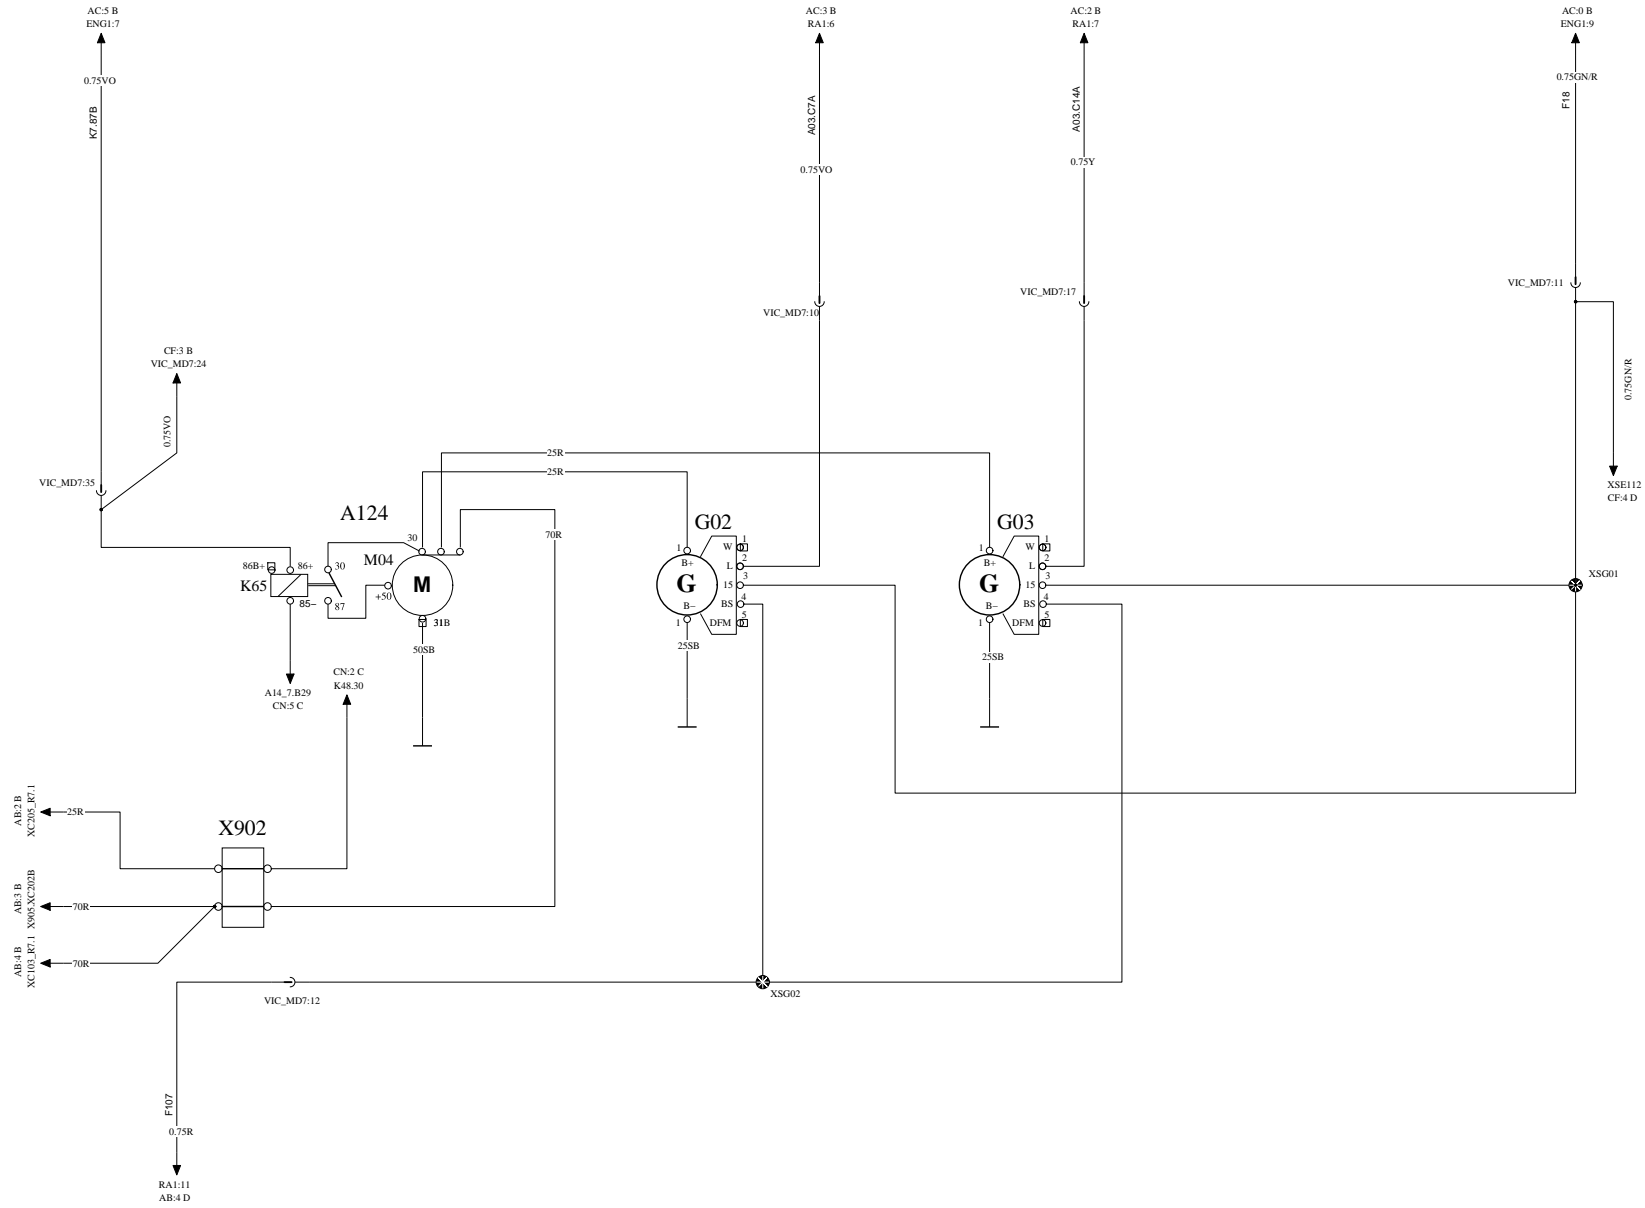 AC:5 B
ENG1:7
AC:3 B
RA1:6
AC:2 B
RA1:7
AC:0 B
ENG1:9
0.75VO
K7.87B
A03.C7A
0.75VO
A03.C14A
0.75Y
0.75GN/R
F18
VIC_MD7:10
VIC_MD7:17
VIC_MD7:11
CF:3 B
VIC_MD7:24
0.75VO
0.75GN/R
XSE112
CF:4 D
VIC_MD7:35
25R
25R
70R
A124
30
M04
M
+50
31B
50SB
86B+
86+
30
K65
85–
87
A14_7.B29
CN:5 C
CN:2 C
K48.30
G02
1
B+
G
B–
1
25SB
W
1
L
2
15
3
BS
4
DFM
5
G03
1
B+
G
B–
1
25SB
W
1
L
2
15
3
BS
4
DFM
5
XSG01
AB:2 B
XC205_R7.1
25R
X902
AB:3 B
X905.XC202B
70R
AB:4 B
XC103_R7.1
70R
VIC_MD7:12
XSG02
F107
0.75R
RA1:11
AB:4 D